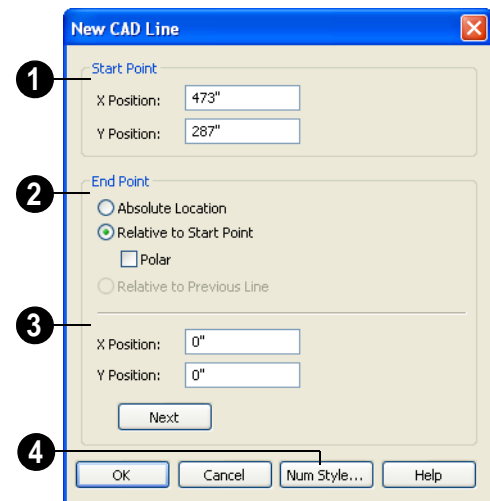 New CAD Line
1
Start Point
X Position: 473"
Y Position: 287"
2
End Point
Absolute Location
Relative to Start Point
Polar
Relative to Previous Line
3
X Position: 0"
Y Position: 0"
Next
4
OK Cancel Num Style... Help